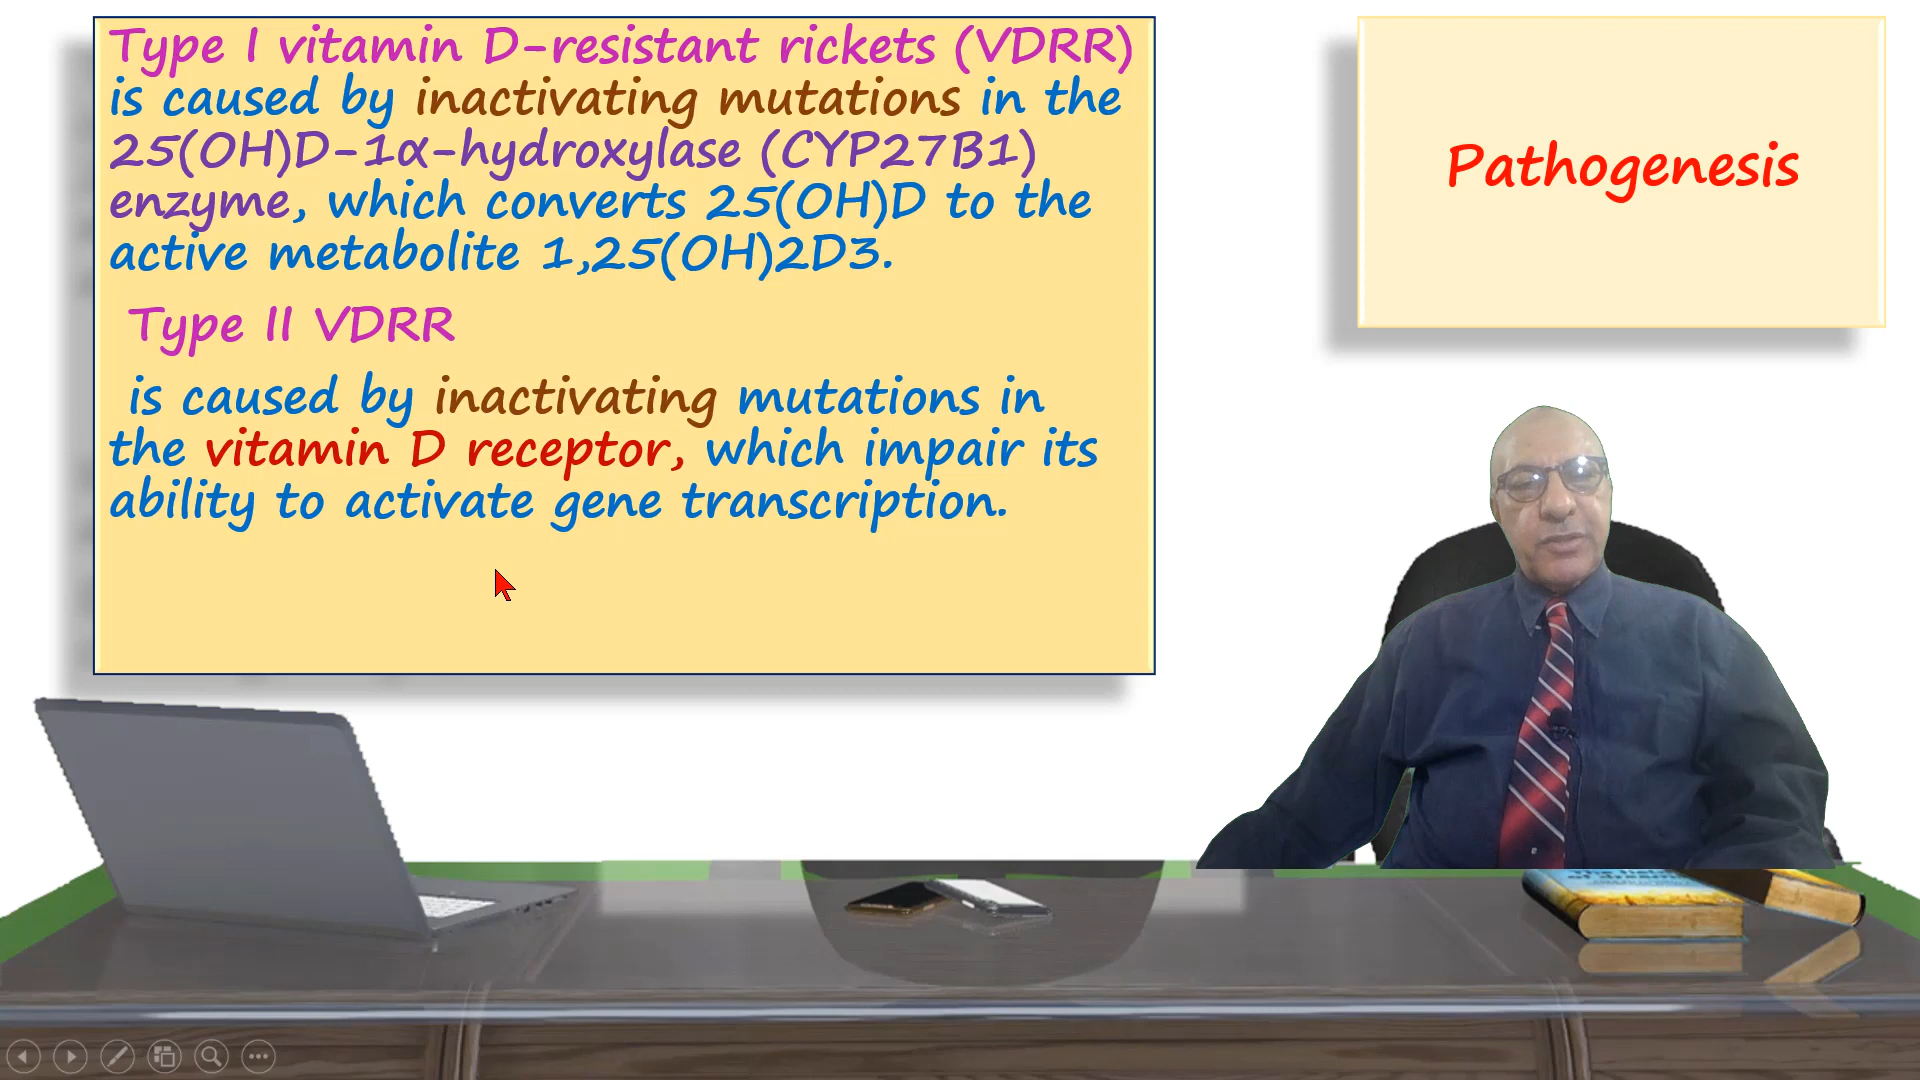 Type I vitamin D-resistant rickets (VDRR)
is caused by inactivating mutations in the
25(OH)D-1α-hydroxylase (CYP27B1)
enzyme, which converts 25(OH)D to the
active metabolite 1,25(OH)2D3.
Type II VDRR
is caused by inactivating mutations in
the vitamin D receptor, which impair its
ability to activate gene transcription.
Pathogenesis